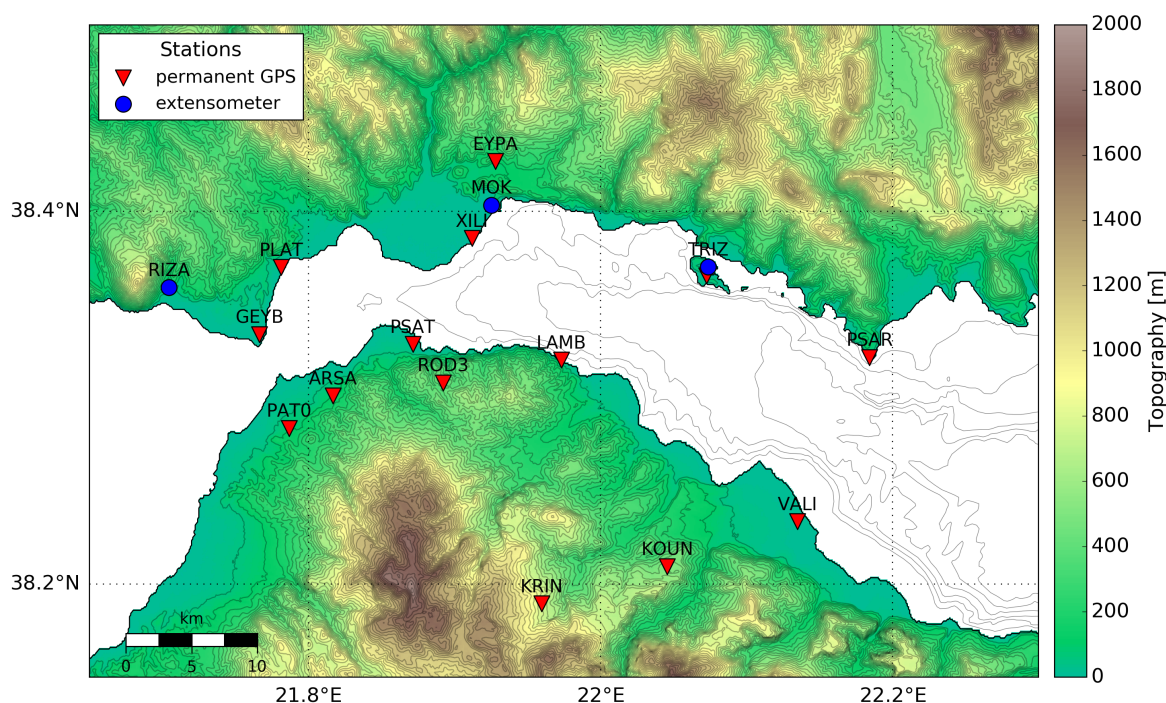 Stations
permanent GPS
extensometer
EYPA
MOK
XILI
PLAT
RIZA
TRIZ
GEYB
PSAT
LAMB
PSAR
ROD3
ARSA
PAT0
VALI
KOUN
KRIN
km
0 5 10
38.4°N
38.2°N
21.8°E 22°E 22.2°E
2000
1800
1600
1400
1200
1000
800
600
400
200
0
Topography [m]